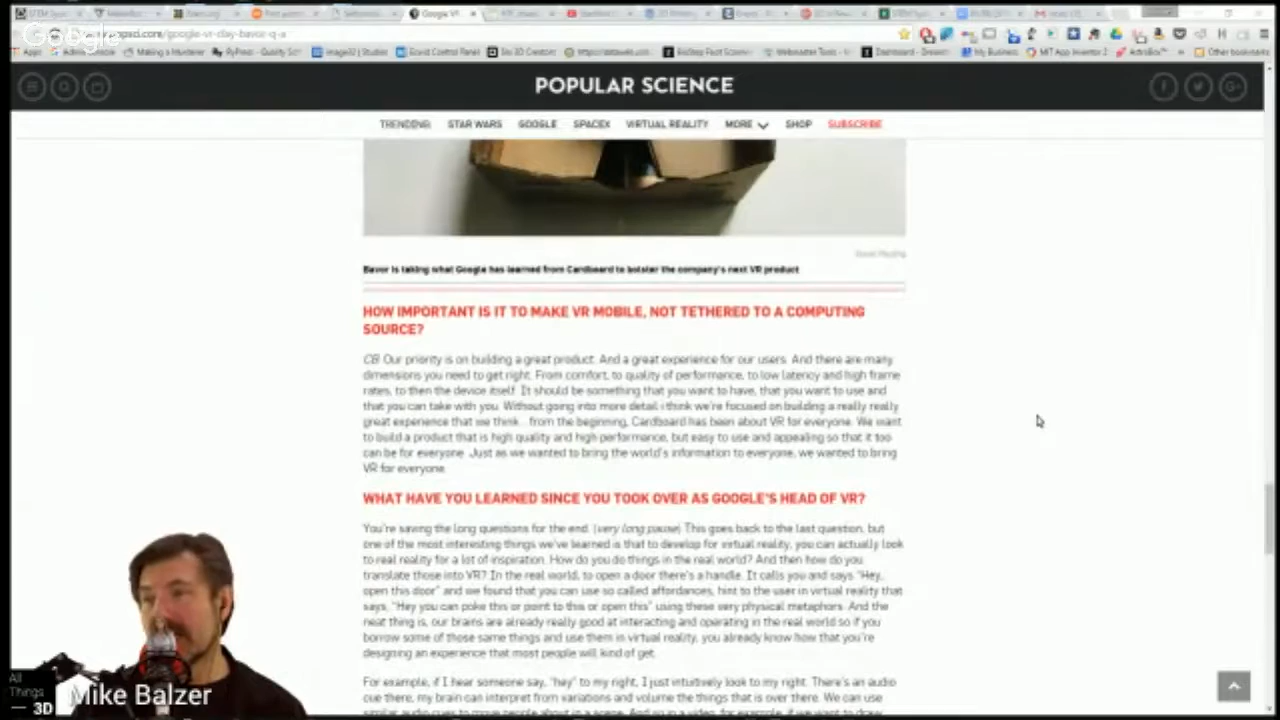 Google
psci.com/google-vr-clay-bavor-q-a
POPULAR SCIENCE
TRENDING: STAR WARS GOOGLE SPACEX VIRTUAL REALITY MORE SHOP SUBSCRIBE
Bavor is taking what Google has learned from Cardboard to bolster the company's next VR product
HOW IMPORTANT IS IT TO MAKE VR MOBILE, NOT TETHERED TO A COMPUTING
SOURCE?
CB: Our priority is on building a great product. And a great experience for our users. And there are many
dimensions you need to get right. From comfort, to quality of performance, to low latency and high frame
rates, to then the device itself. It should be something that you want to have, that you want to use and
that you can take with you. Without going into more detail i think we're focused on building a really really
great experience that we think... from the beginning, Cardboard has been about VR for everyone. We want
to build a product that is high quality and high performance, but easy to use and appealing so that it too
can be for everyone. Just as we wanted to bring the world's information to everyone, we wanted to bring
VR for everyone.
WHAT HAVE YOU LEARNED SINCE YOU TOOK OVER AS GOOGLE'S HEAD OF VR?
You're saving the long questions for the end. (very long pause) This goes back to the last question, but
one of the most interesting things we've learned is that to develop for virtual reality, you can actually look
to real reality for a lot of inspiration. How do you do things in the real world? And then how do you
translate those into VR? In the real world, to open a door there's a handle. It calls you and says "Hey,
open this door" and we found that you can use so called affordances, hint to the user in virtual reality that
says, "Hey you can poke this or point to this or open this" using these very physical metaphors. And the
neat thing is, our brains are already really good at interacting and operating in the real world so if you
borrow some of those same things and use them in virtual reality, you already know how that you're
designing an experience that most people will kind of get.
For example, if I hear someone say, "hey" to my right, I just intuitively look to my right. There's an audio
cue there, my brain can interpret from variations and volume the things that is over there. We can use
similar audio cues to move people about in a scene. And so in a video, for example, if we want to draw
All
Things
3D
Mike Balzer